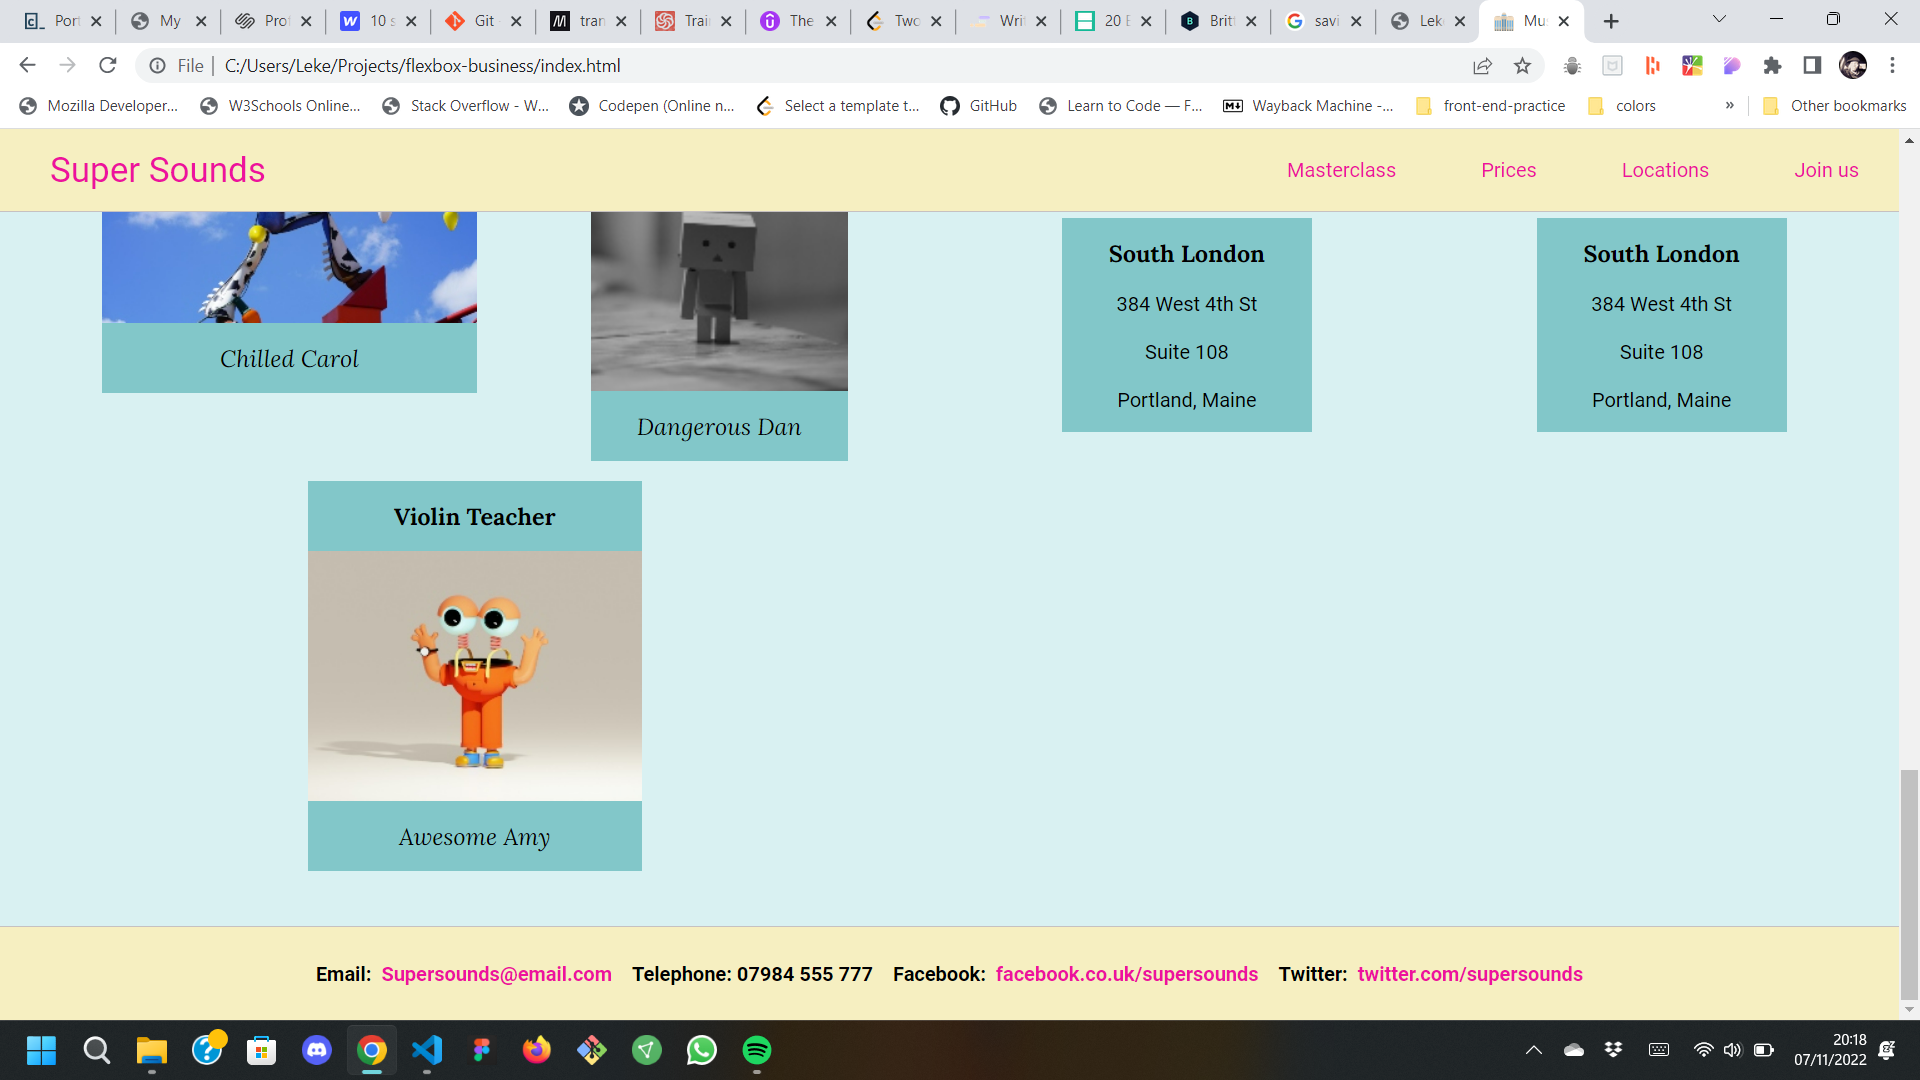 Port
My
Prof
10 s
Git -
tran
Train
The
Two
Writ
20 E
Britt
savi
Lek
Mus
File
C:/Users/Leke/Projects/flexbox-business/index.html
Mozilla Developer...
W3Schools Online...
Stack Overflow - W...
Codepen (Online n...
Select a template t...
GitHub
Learn to Code — F...
Wayback Machine -...
front-end-practice
colors
»
Other bookmarks
Super Sounds
Masterclass
Prices
Locations
Join us
Chilled Carol
Dangerous Dan
South London
384 West 4th St
Suite 108
Portland, Maine
South London
384 West 4th St
Suite 108
Portland, Maine
Violin Teacher
Awesome Amy
Email: Supersounds@email.com Telephone: 07984 555 777 Facebook: facebook.co.uk/supersounds Twitter: twitter.com/supersounds
20:18
07/11/2022